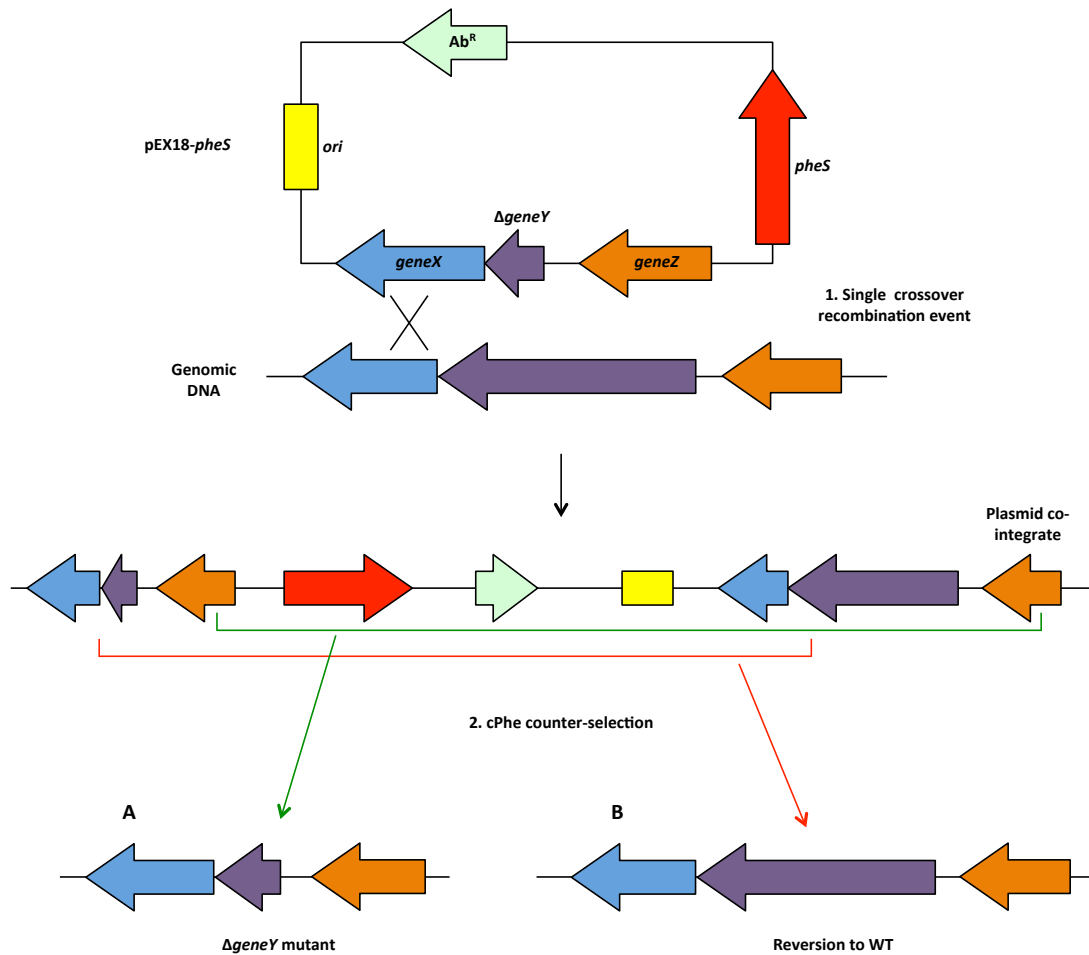 Ab^R
pEX18-pheS
ori
pheS
ΔgeneY
geneX
geneZ
1. Single crossover
recombination event
Genomic
DNA
Plasmid co-
integrate
2. cPhe counter-selection
A
B
ΔgeneY mutant
Reversion to WT